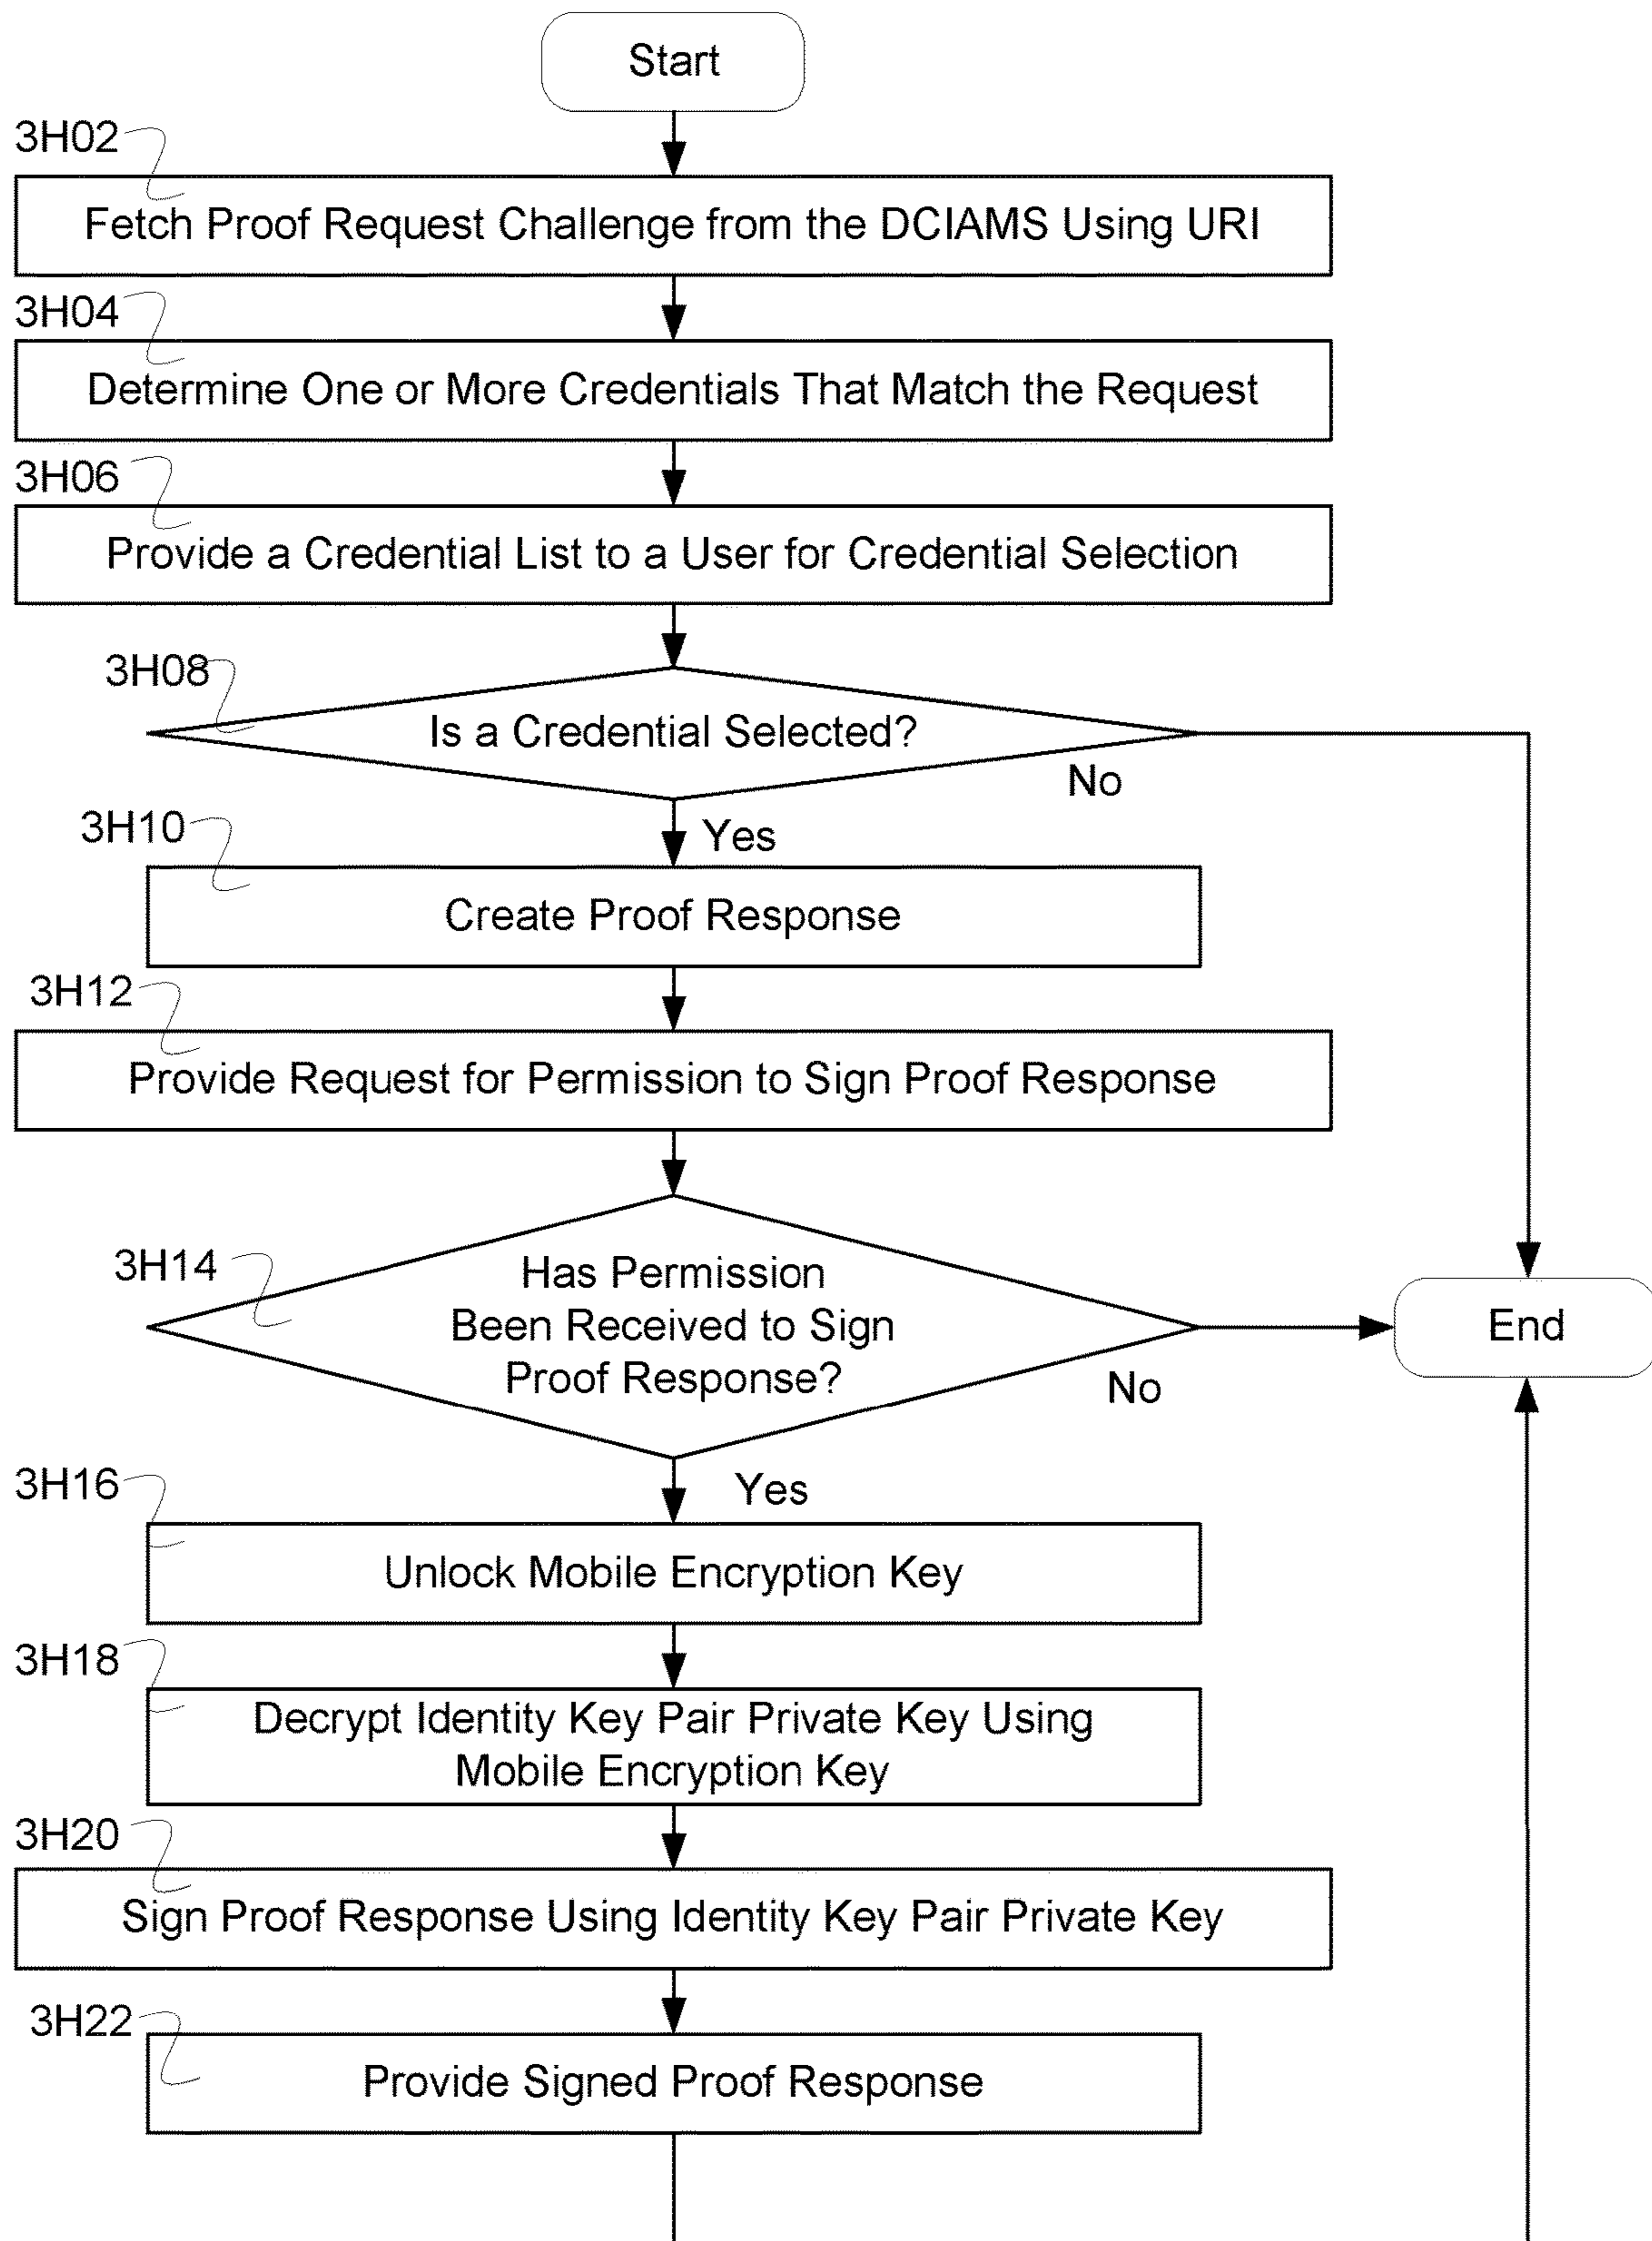 Start
3H02
Fetch Proof Request Challenge from the DCIAMS Using URI
3H04
Determine One or More Credentials That Match the Request
3H06
Provide a Credential List to a User for Credential Selection
3H08
Is a Credential Selected?
No
Yes
3H10
Create Proof Response
3H12
Provide Request for Permission to Sign Proof Response
3H14
Has Permission
Been Received to Sign
Proof Response?
End
No
Yes
3H16
Unlock Mobile Encryption Key
3H18
Decrypt Identity Key Pair Private Key Using
Mobile Encryption Key
3H20
Sign Proof Response Using Identity Key Pair Private Key
3H22
Provide Signed Proof Response